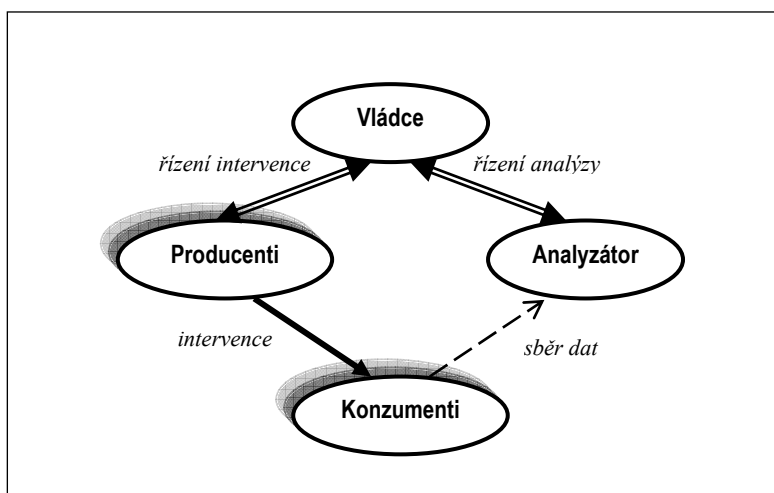 Vládce
řízení intervence
řízení analýzy
Producenti
Analyzátor
intervence
sběr dat
Konzumenti